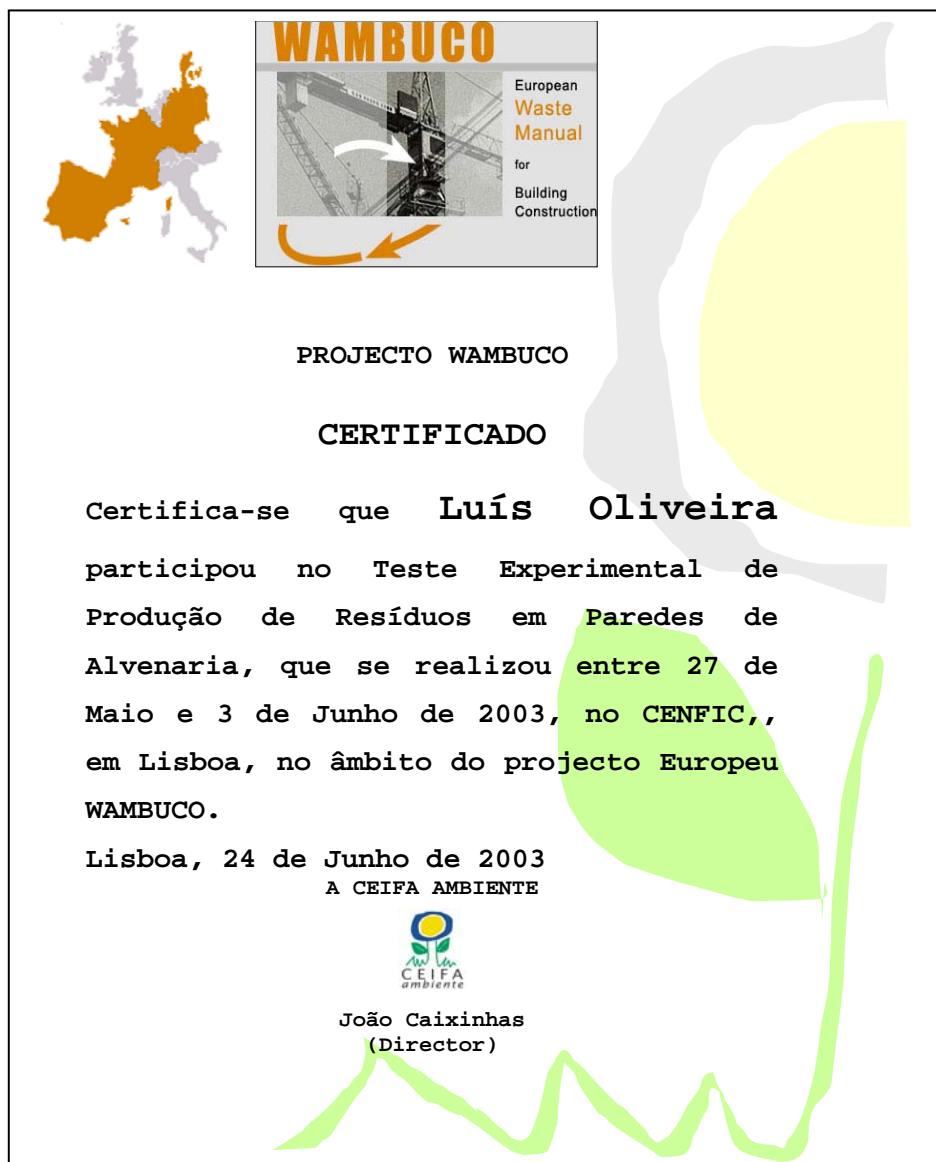 WAMBUCO
European
Waste
Manual
for
Building
Construction
PROJECTO WAMBUCO
CERTIFICADO
Certifica-se que Luís Oliveira
participou no Teste Experimental de
Produção de Resíduos em Paredes de
Alvenaria, que se realizou entre 27 de
Maio e 3 de Junho de 2003, no CENFIC,,
em Lisboa, no âmbito do projecto Europeu
WAMBUCO.
Lisboa, 24 de Junho de 2003
A CEIFA AMBIENTE
CEIFA
ambiente
João Caixinhas
(Director)